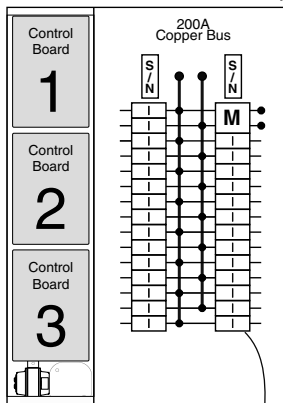 Control
Board
1
Control
Board
2
Control
Board
3
200A
Copper Bus
S/N
S/N
M